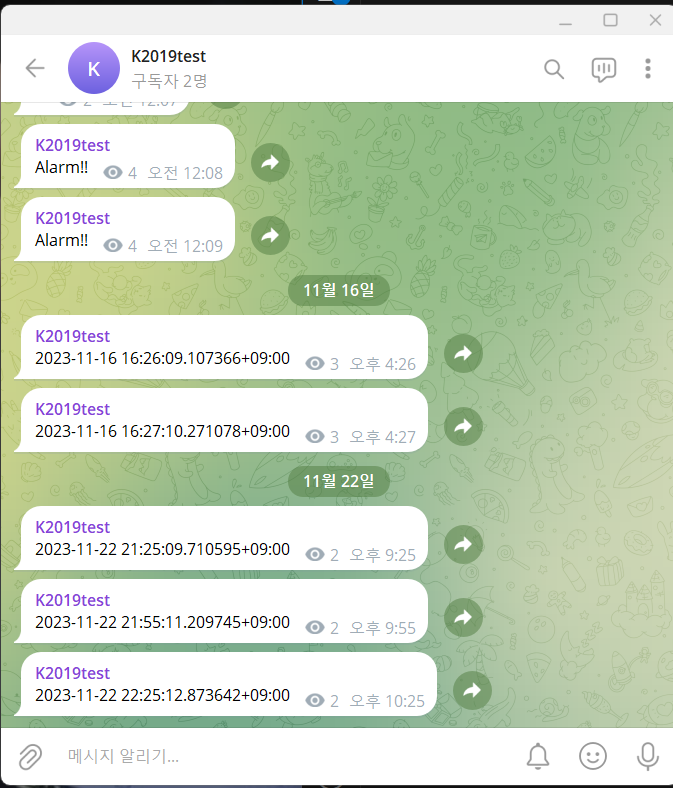 K
K2019test
구독자 2명
K2019test
Alarm!! 4 오전 12:08
K2019test
Alarm!! 4 오전 12:09
11월 16일
K2019test
2023-11-16 16:26:09.107366+09:00 3 오후 4:26
K2019test
2023-11-16 16:27:10.271078+09:00 3 오후 4:27
11월 22일
K2019test
2023-11-22 21:25:09.710595+09:00 2 오후 9:25
K2019test
2023-11-22 21:55:11.209745+09:00 2 오후 9:55
K2019test
2023-11-22 22:25:12.873642+09:00 2 오후 10:25
메시지 알리기...